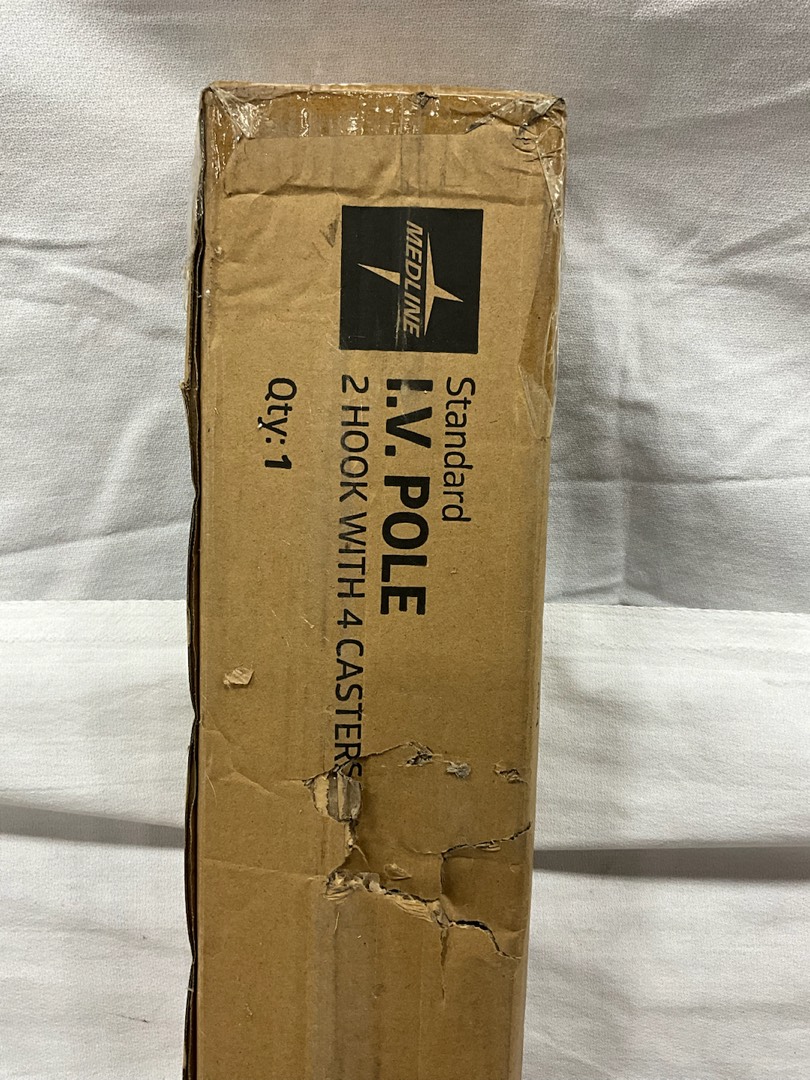 MEDLINE
Standard
I.V. POLE
2 HOOK WITH 4 CASTERS
Qty: 1